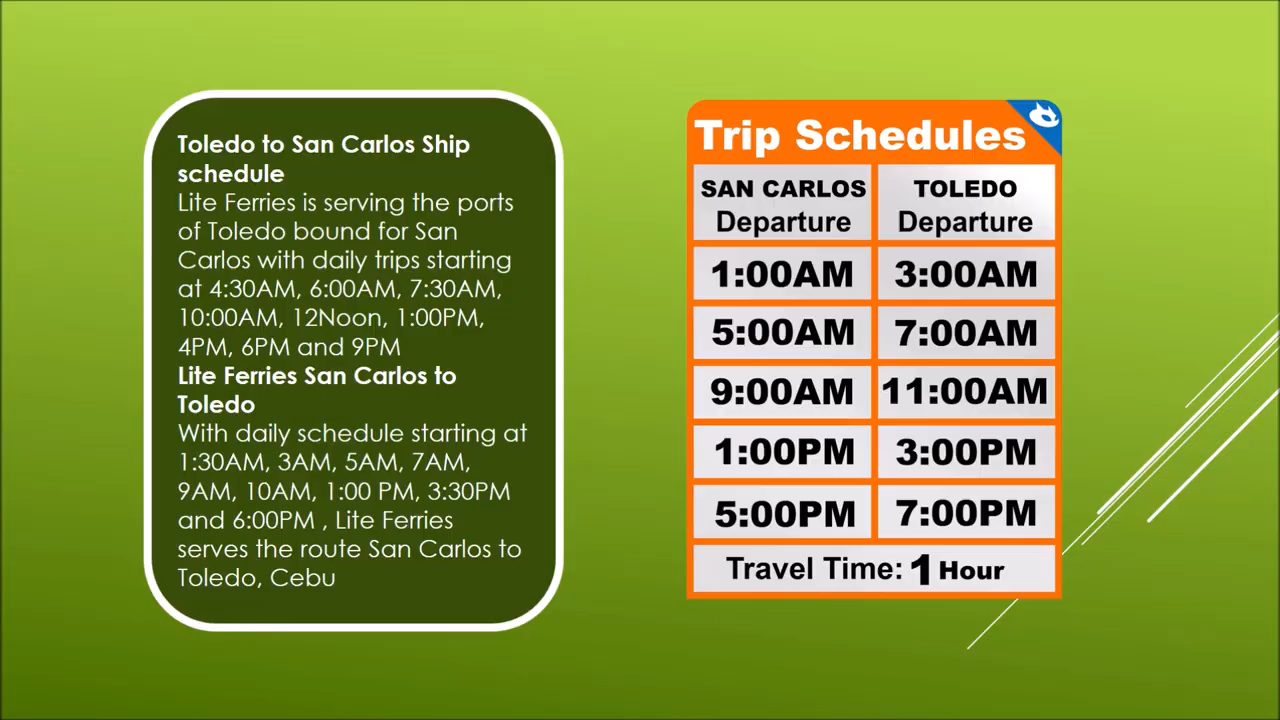 Toledo to San Carlos Ship
schedule
Lite Ferries is serving the ports
of Toledo bound for San
Carlos with daily trips starting
at 4:30AM, 6:00AM, 7:30AM,
10:00AM, 12Noon, 1:00PM,
4PM, 6PM and 9PM
Lite Ferries San Carlos to
Toledo
With daily schedule starting at
1:30AM, 3AM, 5AM, 7AM,
9AM, 10AM, 1:00 PM, 3:30PM
and 6:00PM , Lite Ferries
serves the route San Carlos to
Toledo, Cebu
Trip Schedules
SAN CARLOS TOLEDO
Departure Departure
1:00AM 3:00AM
5:00AM 7:00AM
9:00AM 11:00AM
1:00PM 3:00PM
5:00PM 7:00PM
Travel Time: 1 Hour